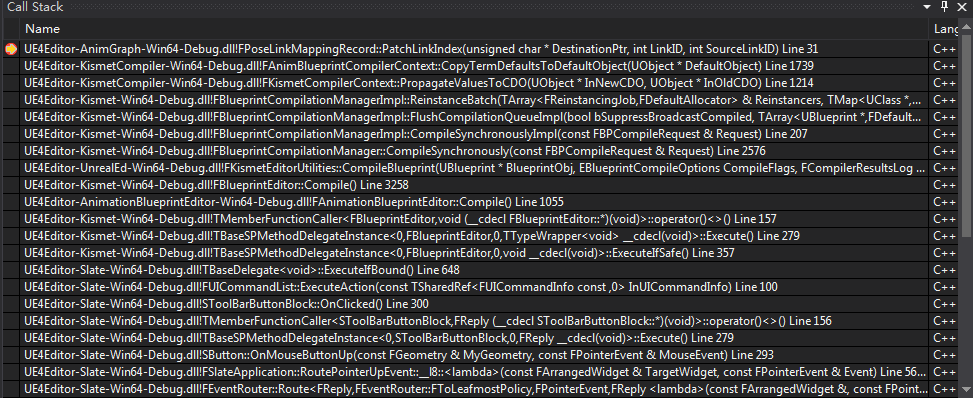 Call Stack
Name Lang
UE4Editor-AnimGraph-Win64-Debug.dll!FPoseLinkMappingRecord::PatchLinkIndex(unsigned char * DestinationPtr, int LinkID, int SourceLinkID) Line 31 C++
UE4Editor-KismetCompiler-Win64-Debug.dll!FAnimBlueprintCompilerContext::CopyTermDefaultsToDefaultObject(UObject * DefaultObject) Line 1739 C++
UE4Editor-KismetCompiler-Win64-Debug.dll!FKismetCompilerContext::PropagateValuesToCDO(UObject * InNewCDO, UObject * InOldCDO) Line 1214 C++
UE4Editor-Kismet-Win64-Debug.dll!FBlueprintCompilationManagerImpl::ReinstanceBatch(TArray<FReinstancingJob,FDefaultAllocator> & Reinstancers, TMap<UClass *,... C++
UE4Editor-Kismet-Win64-Debug.dll!FBlueprintCompilationManagerImpl::FlushCompilationQueueImpl(bool bSuppressBroadcastCompiled, TArray<UBlueprint *,FDefault... C++
UE4Editor-Kismet-Win64-Debug.dll!FBlueprintCompilationManagerImpl::CompileSynchronouslyImpl(const FBPCompileRequest & Request) Line 207 C++
UE4Editor-Kismet-Win64-Debug.dll!FBlueprintCompilationManager::CompileSynchronously(const FBPCompileRequest & Request) Line 2576 C++
UE4Editor-UnrealEd-Win64-Debug.dll!FKismetEditorUtilities::CompileBlueprint(UBlueprint * BlueprintObj, EBlueprintCompileOptions CompileFlags, FCompilerResultsLog ... C++
UE4Editor-Kismet-Win64-Debug.dll!FBlueprintEditor::Compile() Line 3258 C++
UE4Editor-AnimationBlueprintEditor-Win64-Debug.dll!FAnimationBlueprintEditor::Compile() Line 1055 C++
UE4Editor-Kismet-Win64-Debug.dll!TMemberFunctionCaller<FBlueprintEditor,void (__cdecl FBlueprintEditor::*)(void)>::operator()<>() Line 157 C++
UE4Editor-Kismet-Win64-Debug.dll!TBaseSPMethodDelegateInstance<0,FBlueprintEditor,0,TTypeWrapper<void> __cdecl(void)>::Execute() Line 279 C++
UE4Editor-Kismet-Win64-Debug.dll!TBaseSPMethodDelegateInstance<0,FBlueprintEditor,0,void __cdecl(void)>::ExecuteIfSafe() Line 357 C++
UE4Editor-Slate-Win64-Debug.dll!TBaseDelegate<void>::ExecuteIfBound() Line 648 C++
UE4Editor-Slate-Win64-Debug.dll!FUICommandList::ExecuteAction(const TSharedRef<FUICommandInfo const ,0> InUICommandInfo) Line 100 C++
UE4Editor-Slate-Win64-Debug.dll!SToolBarButtonBlock::OnClicked() Line 300 C++
UE4Editor-Slate-Win64-Debug.dll!TMemberFunctionCaller<SToolBarButtonBlock,FReply (__cdecl SToolBarButtonBlock::*)(void)>::operator()<>() Line 156 C++
UE4Editor-Slate-Win64-Debug.dll!TBaseSPMethodDelegateInstance<0,SToolBarButtonBlock,0,FReply __cdecl(void)>::Execute() Line 279 C++
UE4Editor-Slate-Win64-Debug.dll!SButton::OnMouseButtonUp(const FGeometry & MyGeometry, const FPointerEvent & MouseEvent) Line 293 C++
UE4Editor-Slate-Win64-Debug.dll!FSlateApplication::RoutePointerUpEvent::__l8::<lambda>(const FArrangedWidget & TargetWidget, const FPointerEvent & Event) Line 56... C++
UE4Editor-Slate-Win64-Debug.dll!FEventRouter::Route<FReply,FEventRouter::FToLeafmostPolicy,FPointerEvent,FReply <lambda>(const FArrangedWidget &, const FPoint... C++